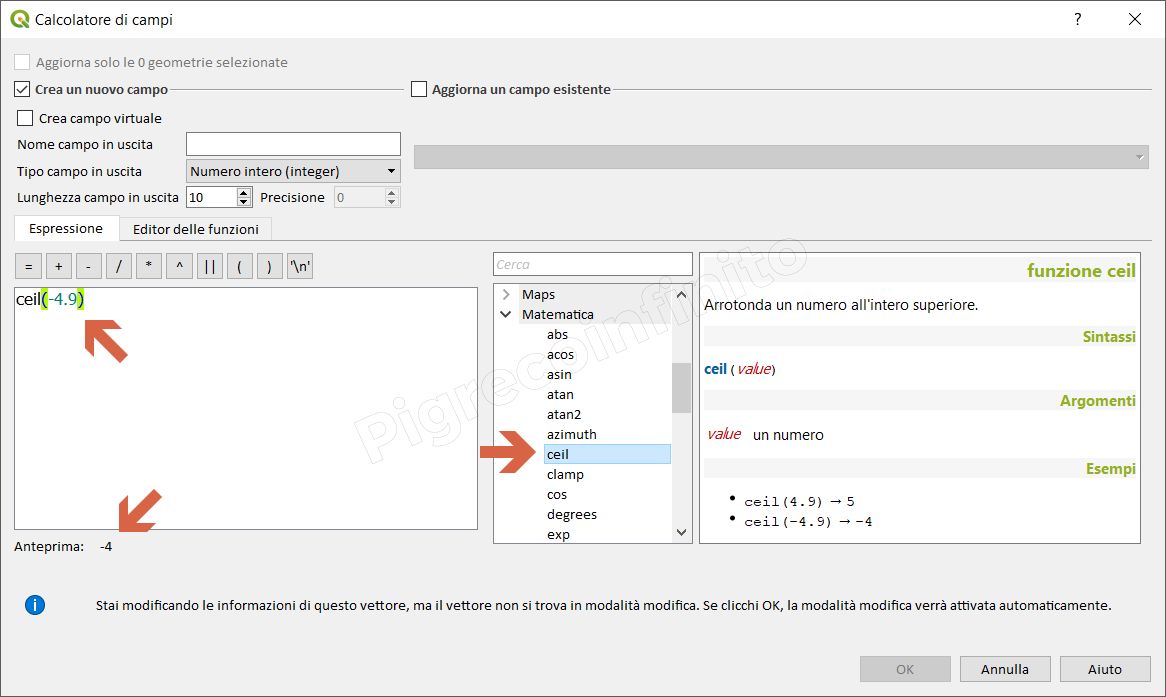 Calcolatore di campi
?
Aggiorna solo le 0 geometrie selezionate
Crea un nuovo campo
Aggiorna un campo esistente
Crea campo virtuale
Nome campo in uscita
Tipo campo in uscita Numero intero (integer)
Lunghezza campo in uscita 10 Precisione 0
Espressione Editor delle funzioni
= + - / * ^ || ( ) '\n'
ceil(-4.9)
Anteprima: -4
Cerca
Maps
Matematica
abs
acos
asin
atan
atan2
azimuth
ceil
clamp
cos
degrees
exp
funzione ceil
Arrotonda un numero all'intero superiore.
Sintassi
ceil (value)
Argomenti
value un numero
Esempi
• ceil(4.9) → 5
• ceil(-4.9) → -4
Pigrecoinfinito
Stai modificando le informazioni di questo vettore, ma il vettore non si trova in modalità modifica. Se clicchi OK, la modalità modifica verrà attivata automaticamente.
OK Annulla Aiuto